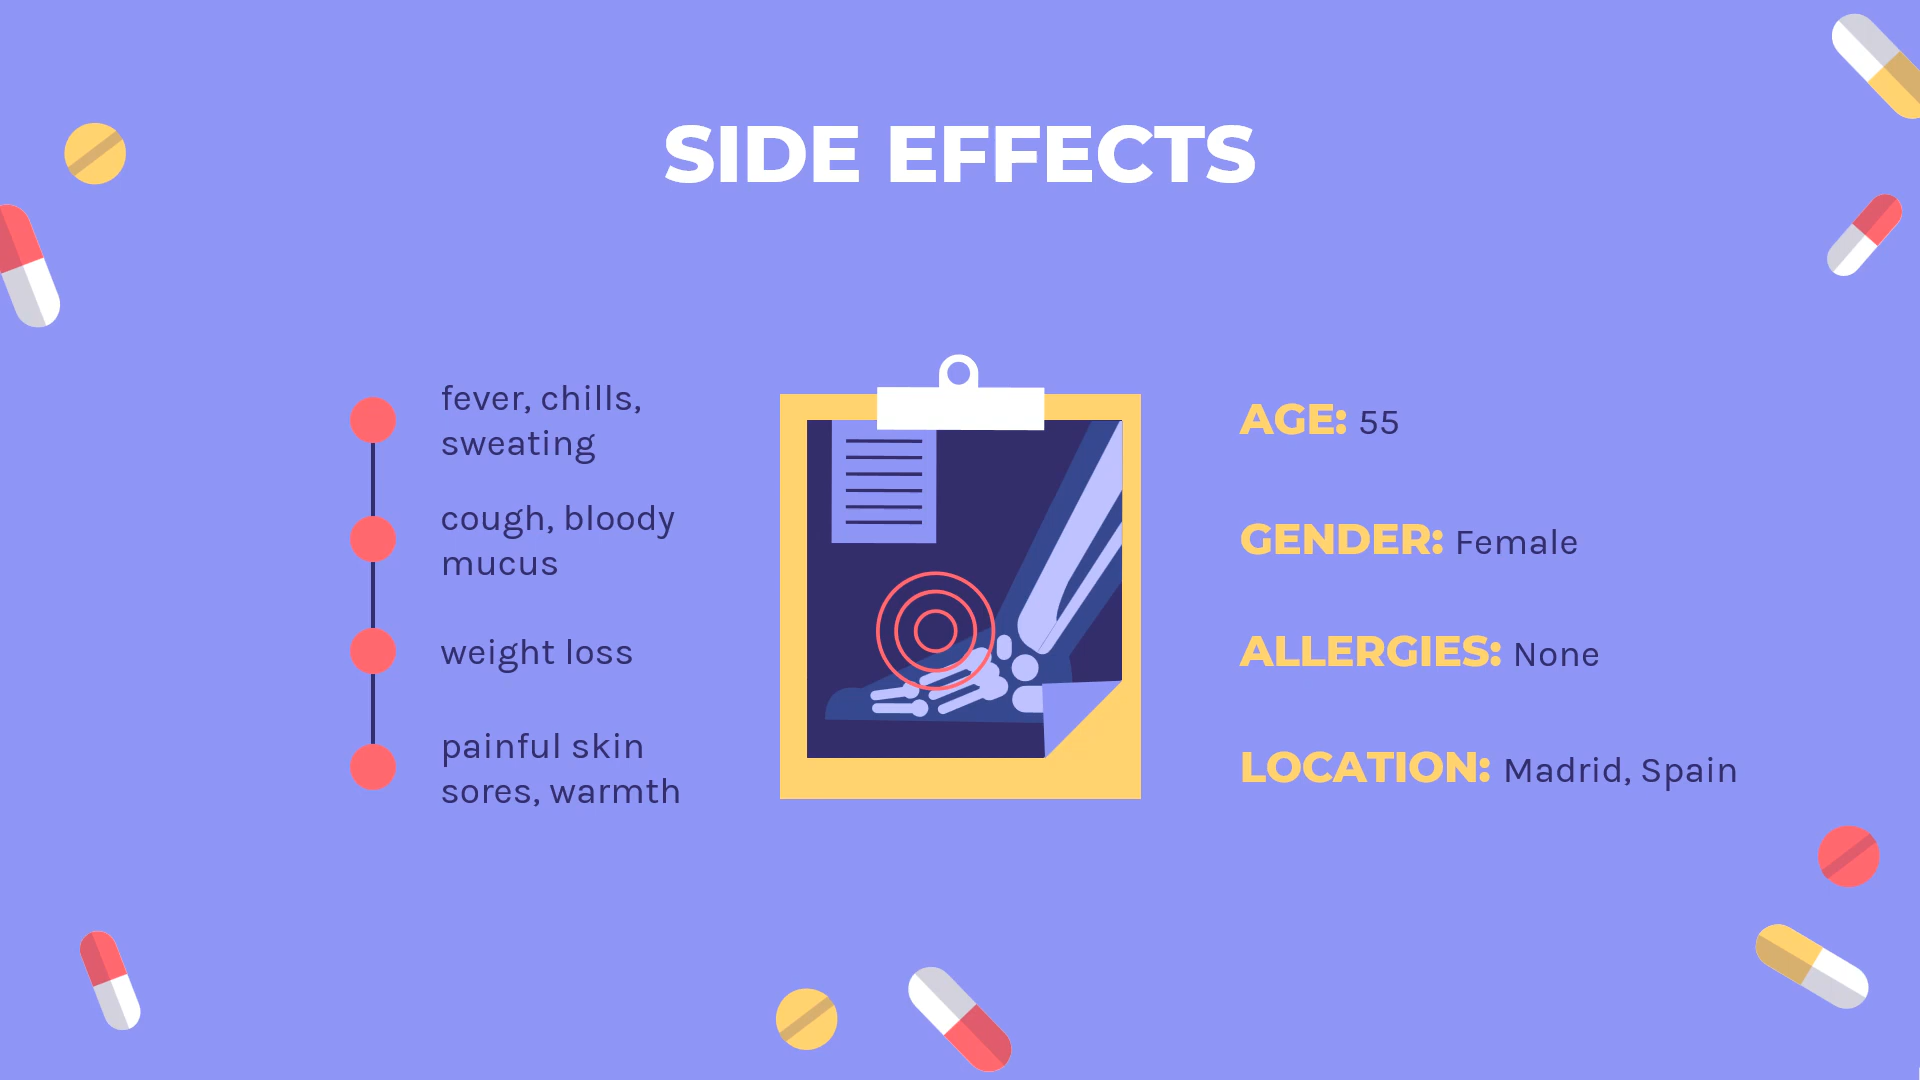 SIDE EFFECTS
fever, chills,
sweating
cough, bloody
mucus
weight loss
painful skin
sores, warmth
AGE: 55
GENDER: Female
ALLERGIES: None
LOCATION: Madrid, Spain